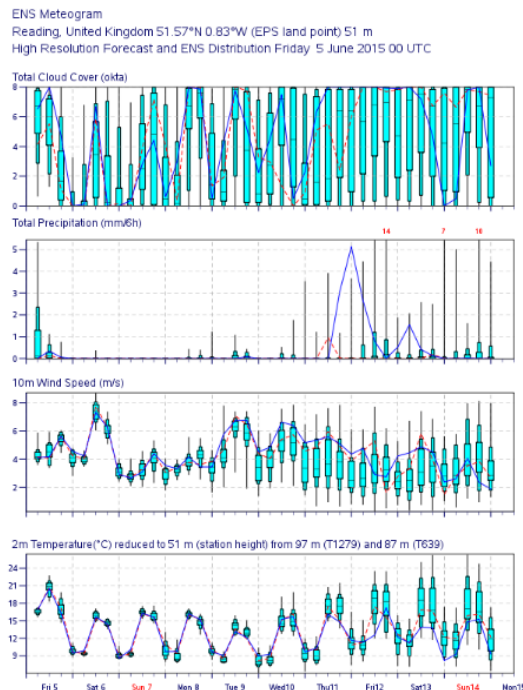 ENS Meteogram
Reading, United Kingdom 51.57°N 0.83°W (EPS land point) 51 m
High Resolution Forecast and ENS Distribution Friday 5 June 2015 00 UTC
Total Cloud Cover (okta)
8
6
4
2
0
Total Precipitation (mm/6h)
14 7 18
5
4
3
2
1
0
10m Wind Speed (m/s)
8
6
4
2
2m Temperature(°C) reduced to 51 m (station height) from 97 m (T1279) and 87 m (T639)
24
21
18
15
12
9
Fri 5 Sat 6 Sun 7 Mon 8 Tue 9 Wed10 Thu11 Fri12 Sat13 Sun14